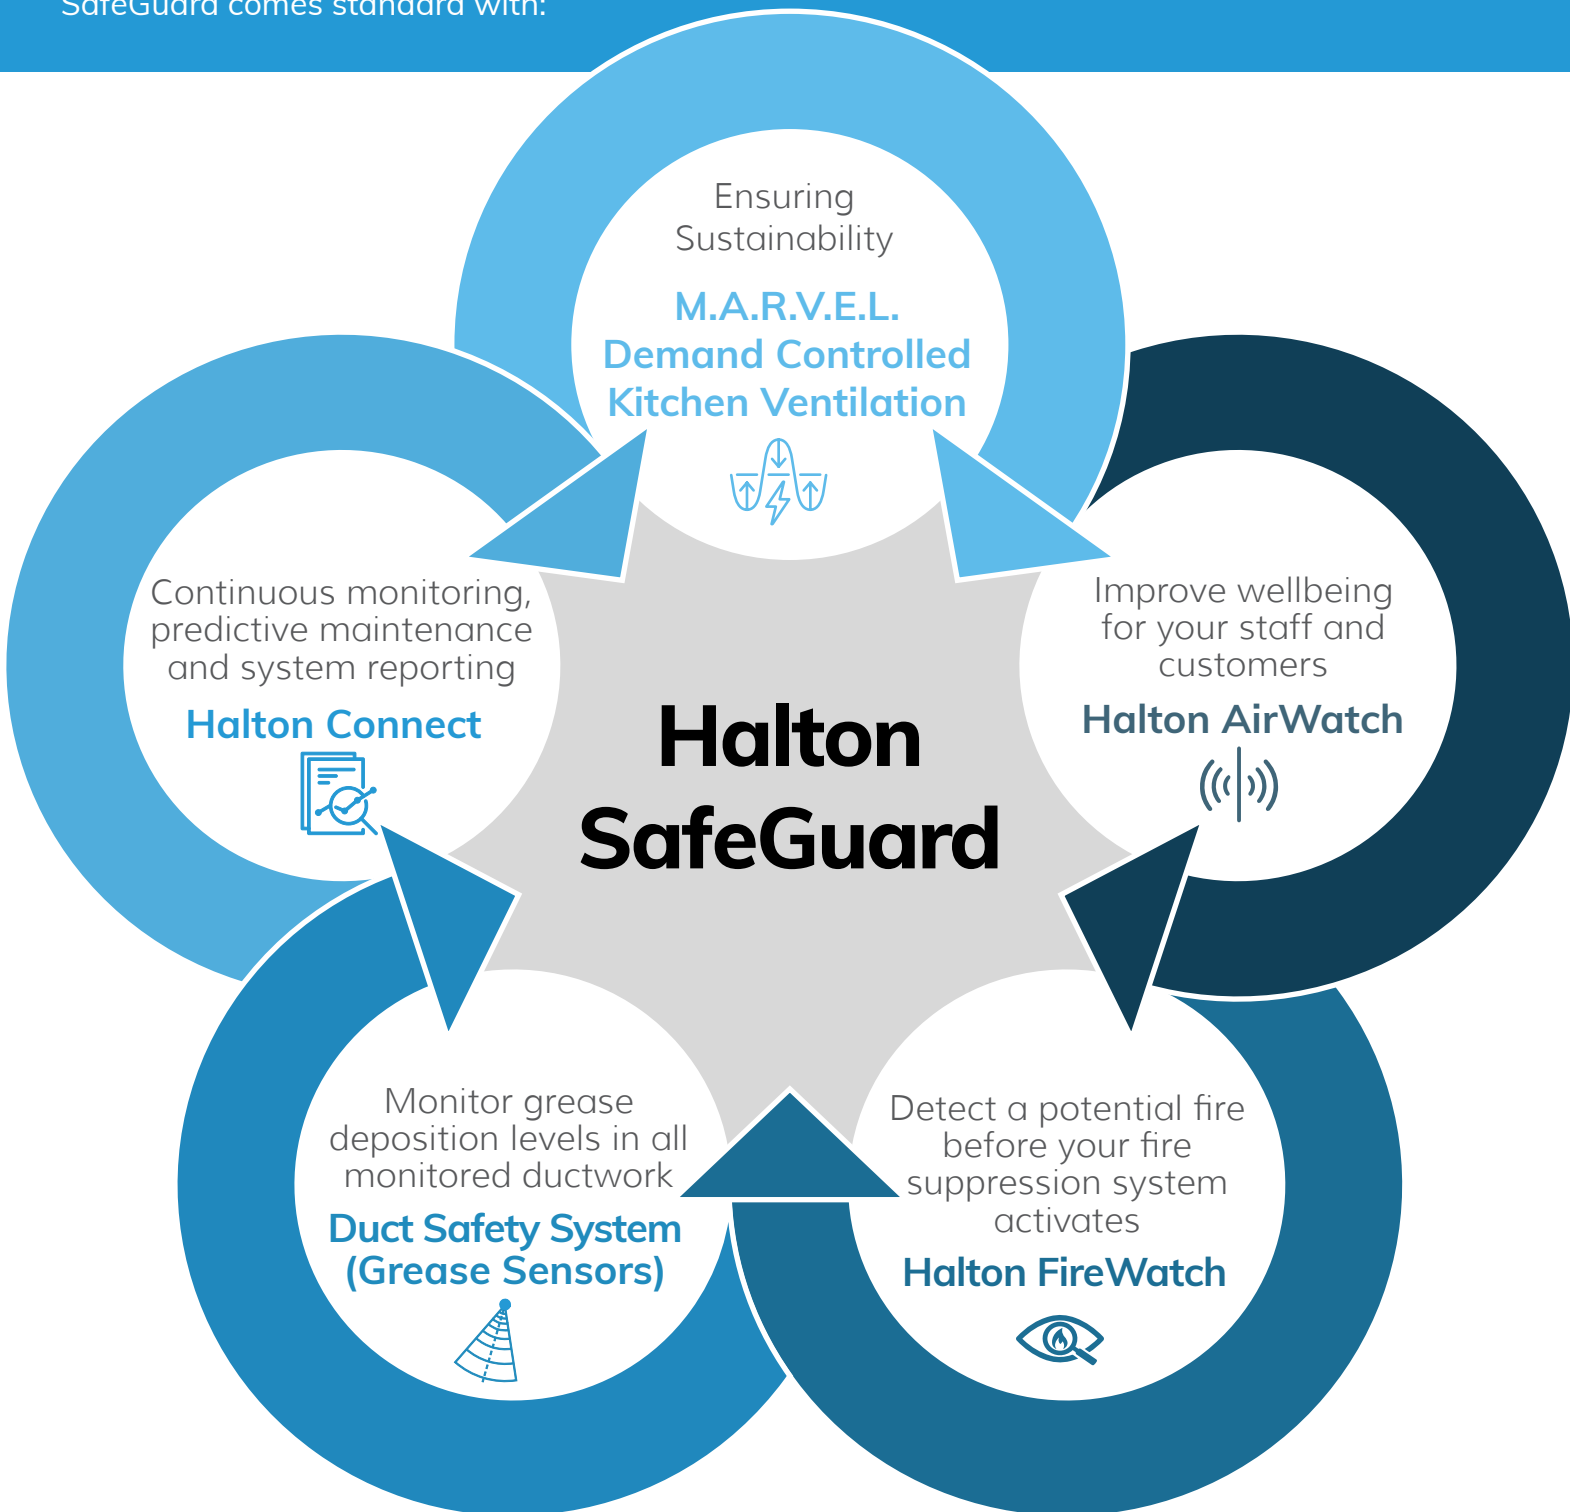 SafeGuard comes standard with:
Ensuring
Sustainability
M.A.R.V.E.L.
Demand Controlled
Kitchen Ventilation
Continuous monitoring,
predictive maintenance
and system reporting
Halton Connect
Improve wellbeing
for your staff and
customers
Halton AirWatch
Halton
SafeGuard
Monitor grease
deposition levels in all
monitored ductwork
Duct Safety System
(Grease Sensors)
Detect a potential fire
before your fire
suppression system
activates
Halton FireWatch